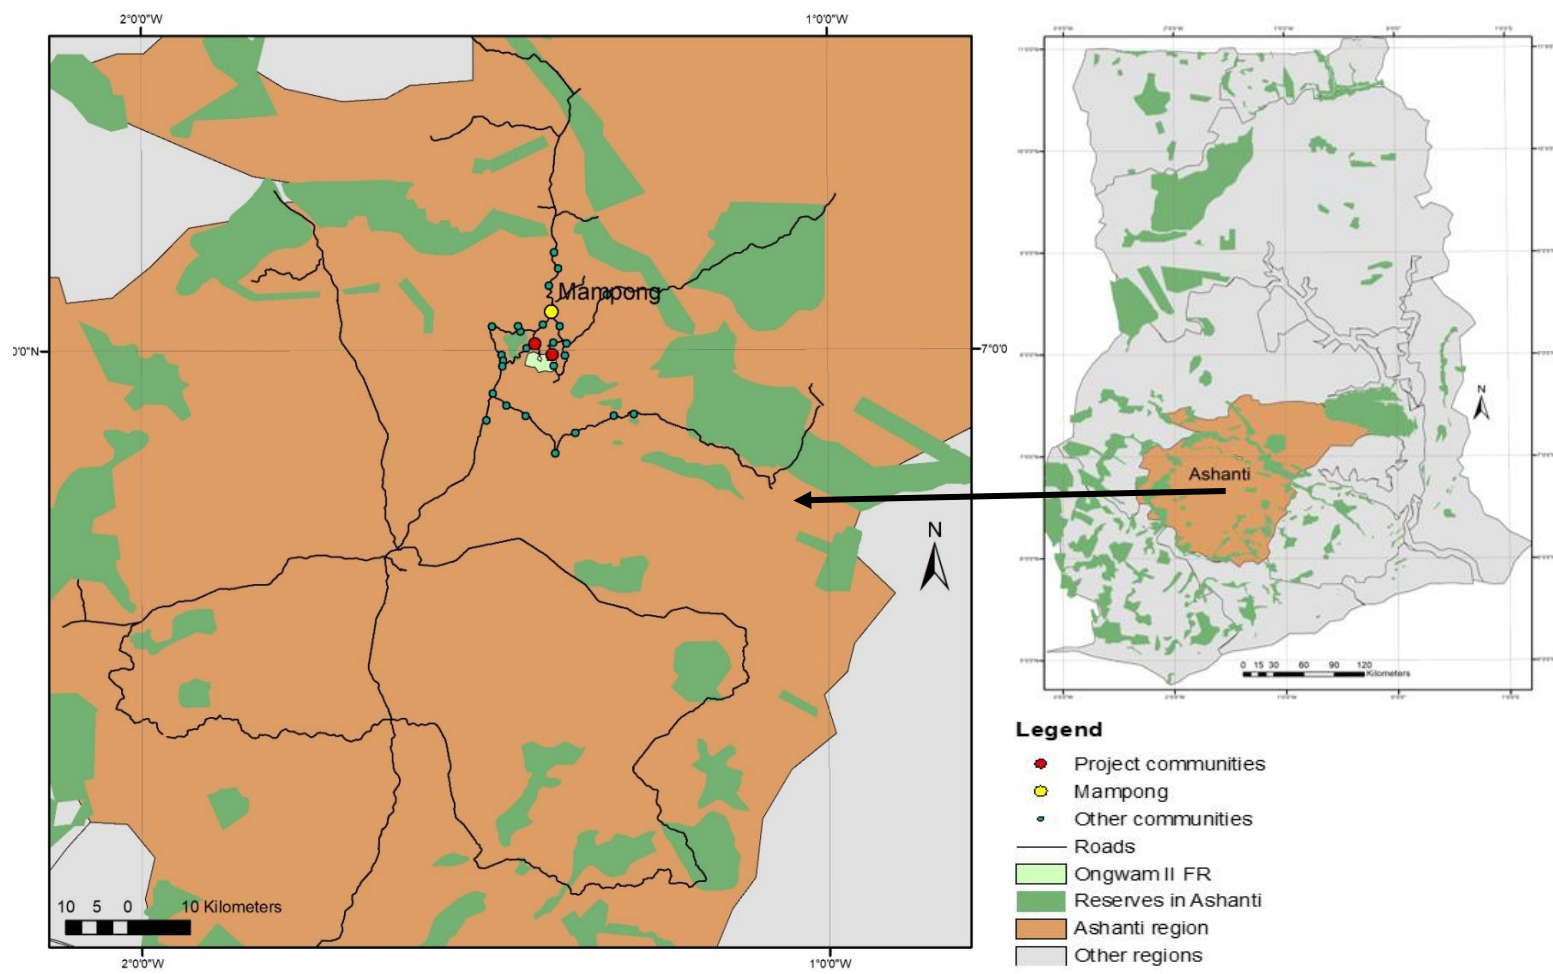 2°0'0"W 1°0'0"W
Mampong
0'0"N
7°0'0
N
10 5 0 10 Kilometers
2°0'0"W 1°0'0"W
Ashanti
N
0 15 30 60 90 120
Kilometers
Legend
Project communities
Mampong
Other communities
Roads
Ongwam II FR
Reserves in Ashanti
Ashanti region
Other regions